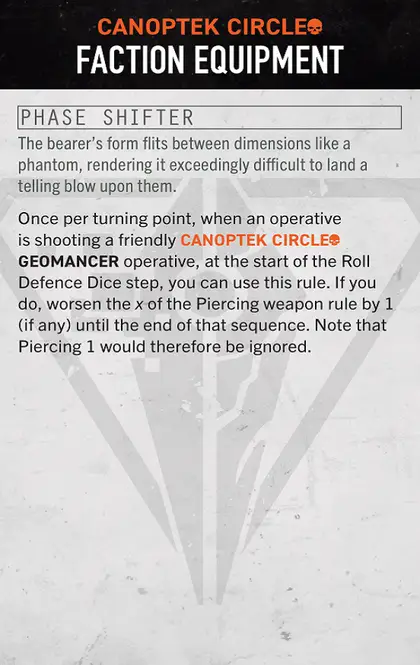 CANOPTEK CIRCLE
FACTION EQUIPMENT
PHASE SHIFTER
The bearer's form flits between dimensions like a
phantom, rendering it exceedingly difficult to land a
telling blow upon them.
Once per turning point, when an operative
is shooting a friendly CANOPTEK CIRCLE
GEOMANCER operative, at the start of the Roll
Defence Dice step, you can use this rule. If you
do, worsen the x of the Piercing weapon rule by 1
(if any) until the end of that sequence. Note that
Piercing 1 would therefore be ignored.